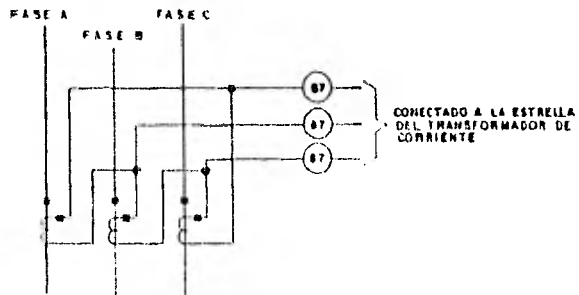 FASE A
FASE B
FASE C
87
87
87
CONECTADO A LA ESTRELLA
DEL TRANSFORMADOR DE
CORRIENTE